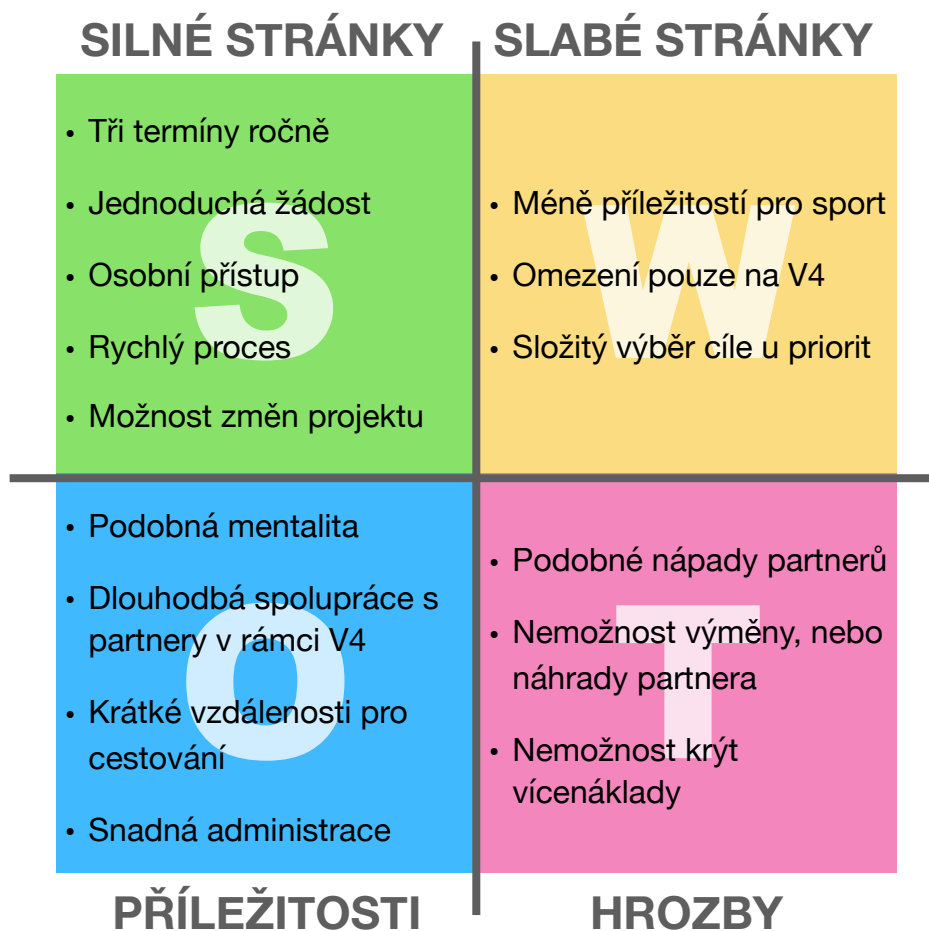 SILNÉ STRÁNKY
• Tři termíny ročně
• Jednoduchá žádost
• Osobní přístup
• Rychlý proces
• Možnost změn projektu
S
SLABÉ STRÁNKY
• Méně příležitostí pro sport
• Omezení pouze na V4
• Složitý výběr cíle u priorit
W
• Podobná mentalita
• Dlouhodbá spolupráce s
partnery v rámci V4
• Krátké vzdálenosti pro
cestování
• Snadná administrace
O
PŘÍLEŽITOSTI
• Podobné nápady partnerů
• Nemožnost výměny, nebo
náhrady partnera
• Nemožnost krýt
vícenáklady
T
HROZBY